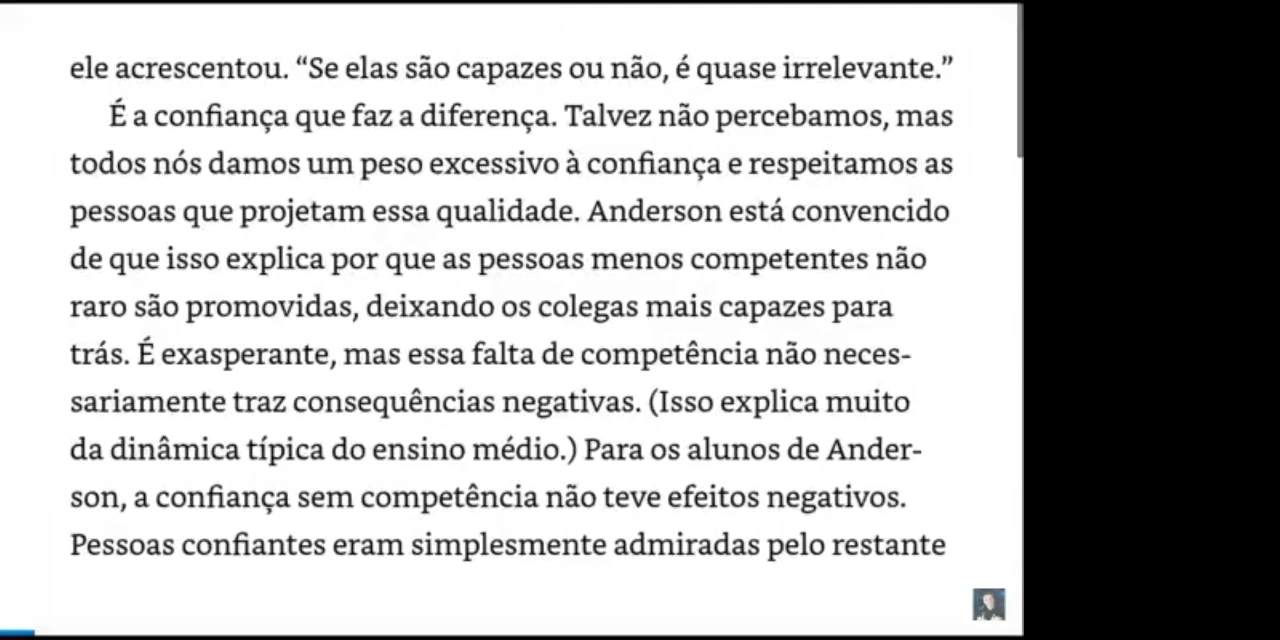 ele acrescentou. “Se elas são capazes ou não, é quase irrelevante.”
É a confiança que faz a diferença. Talvez não percebamos, mas
todos nós damos um peso excessivo à confiança e respeitamos as
pessoas que projetam essa qualidade. Anderson está convencido
de que isso explica por que as pessoas menos competentes não
raro são promovidas, deixando os colegas mais capazes para
trás. É exasperante, mas essa falta de competência não neces-
sariamente traz consequências negativas. (Isso explica muito
da dinâmica típica do ensino médio.) Para os alunos de Ander-
son, a confiança sem competência não teve efeitos negativos.
Pessoas confiantes eram simplesmente admiradas pelo restante